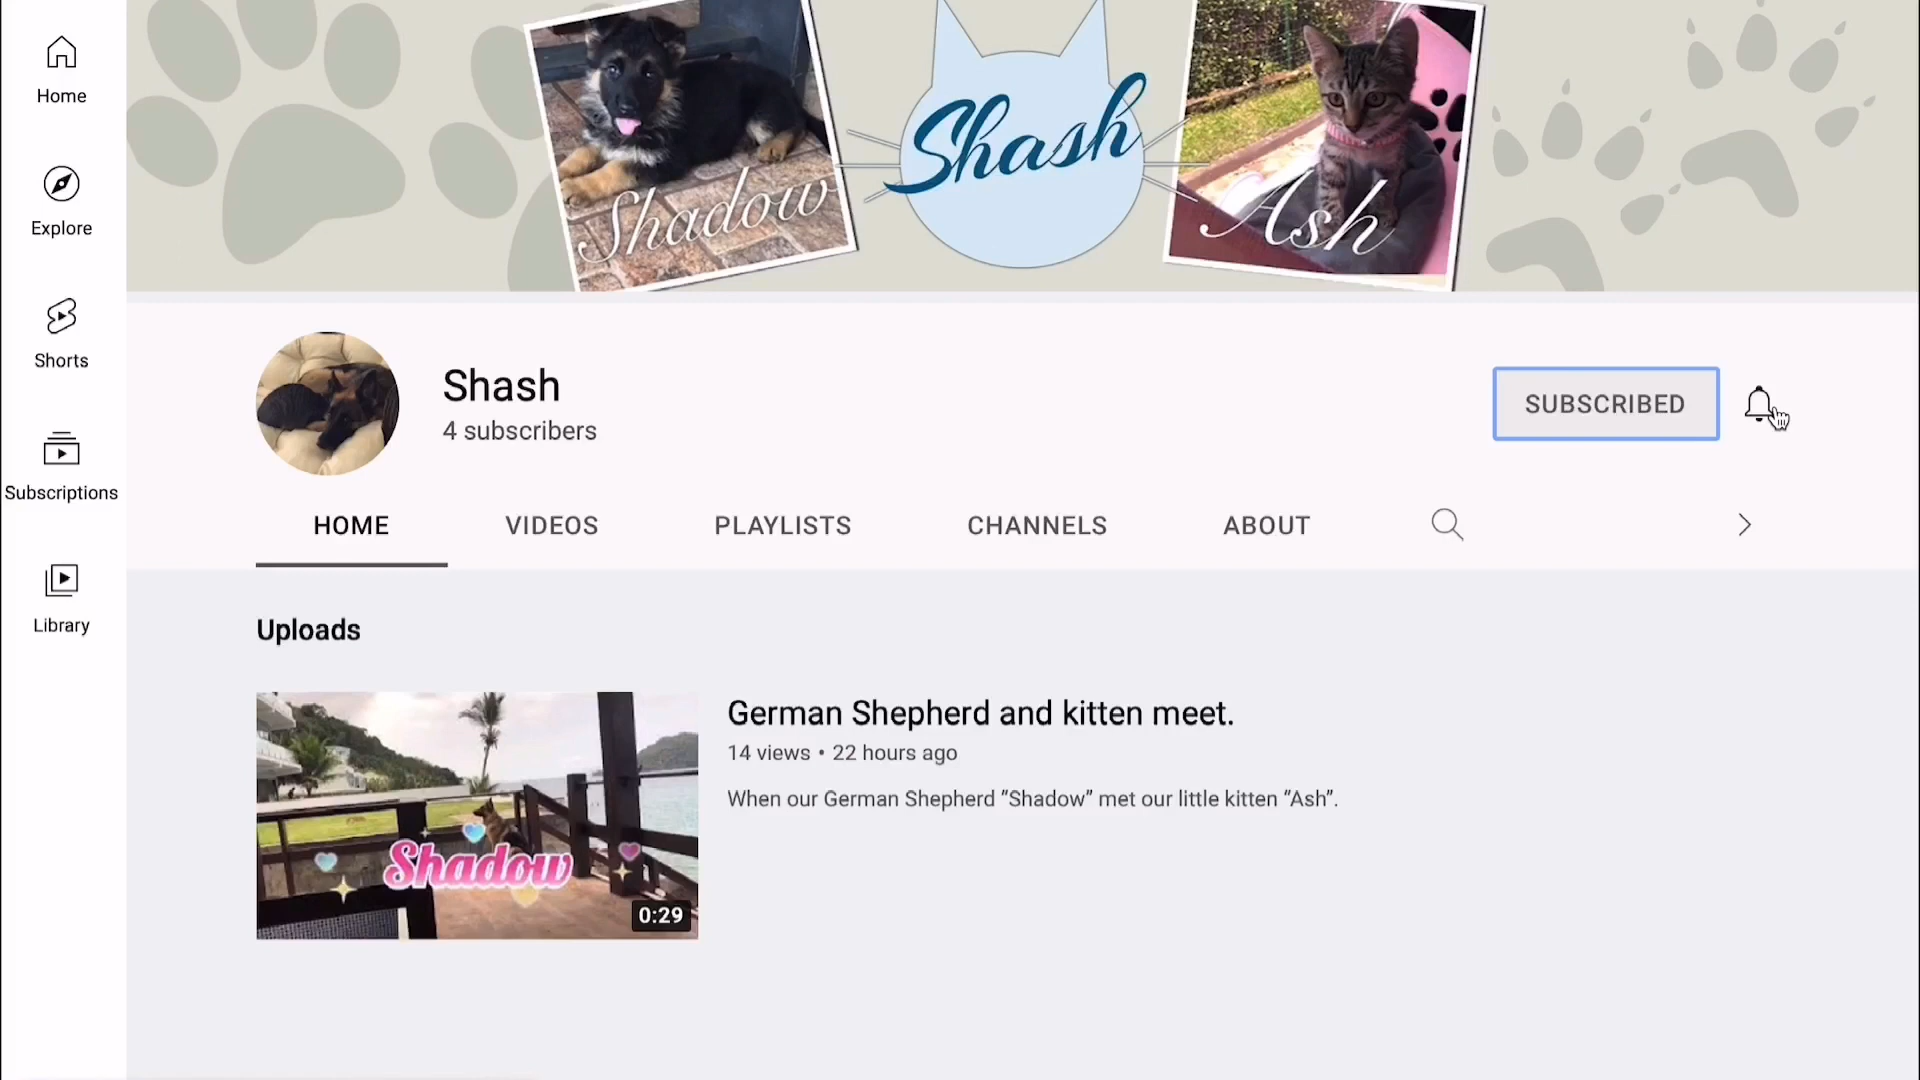 Home
Explore
Shorts
Subscriptions
Library
Shadow
Shash
Ash
Shash
4 subscribers
SUBSCRIBED
HOME VIDEOS PLAYLISTS CHANNELS ABOUT
Uploads
Shadow
0:29
German Shepherd and kitten meet.
14 views • 22 hours ago
When our German Shepherd “Shadow” met our little kitten “Ash”.